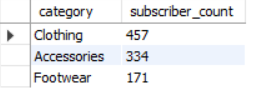 category subscriber_count
Clothing 457
Accessories 334
Footwear 171